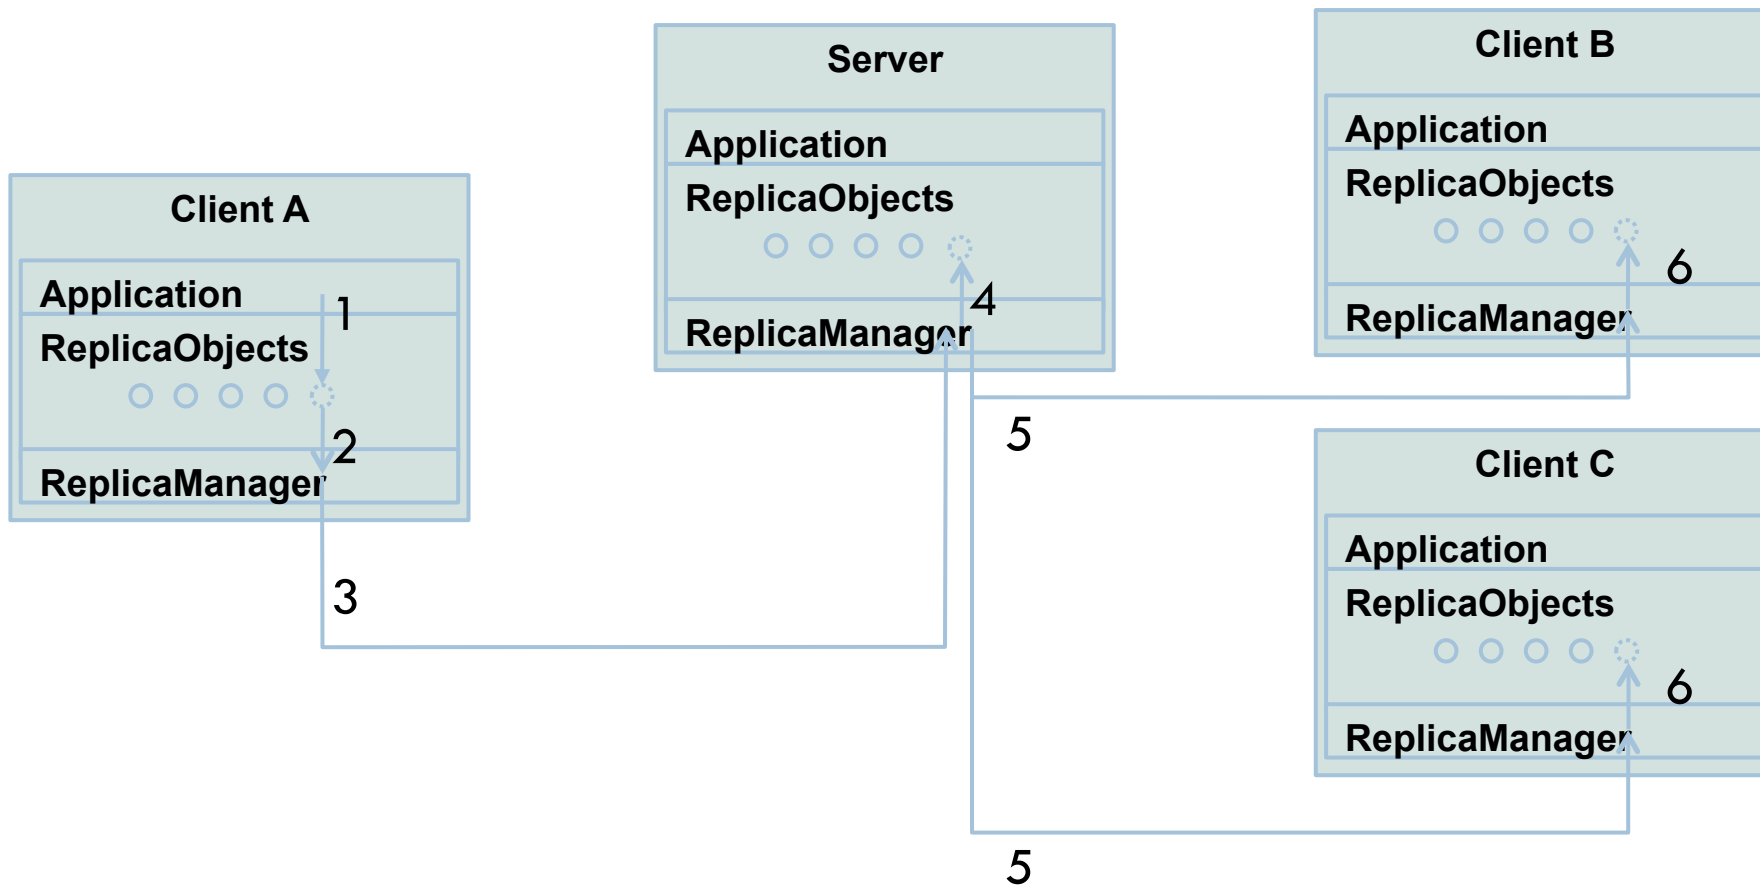 Client A
Application
1
ReplicaObjects
2
ReplicaManager
3
Server
Application
ReplicaObjects
4
ReplicaManager
5
5
Client B
Application
ReplicaObjects
6
ReplicaManager
Client C
Application
ReplicaObjects
6
ReplicaManager